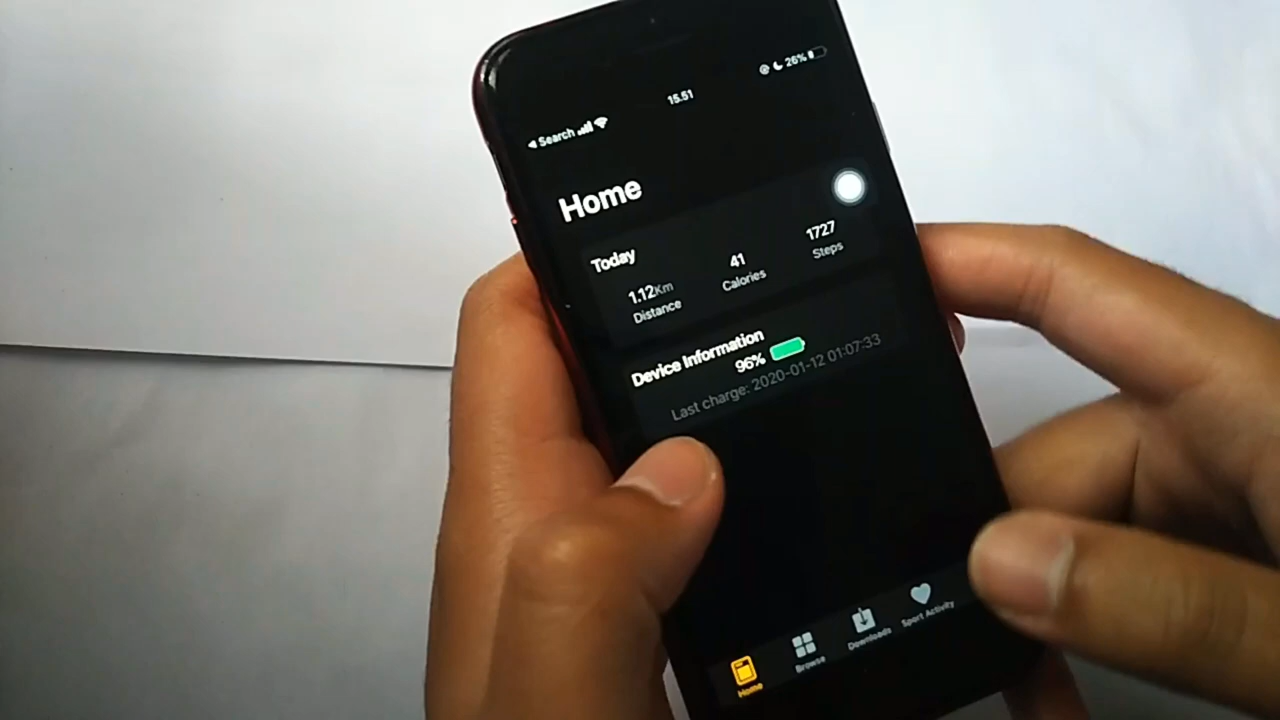 15.51
26%
Search
Home
Today
1.12Km
Distance
41
Calories
1727
Steps
Device Information
96%
Last charge: 2020-01-12 01:07:33
Home
Browse
Downloads
Sport Activity